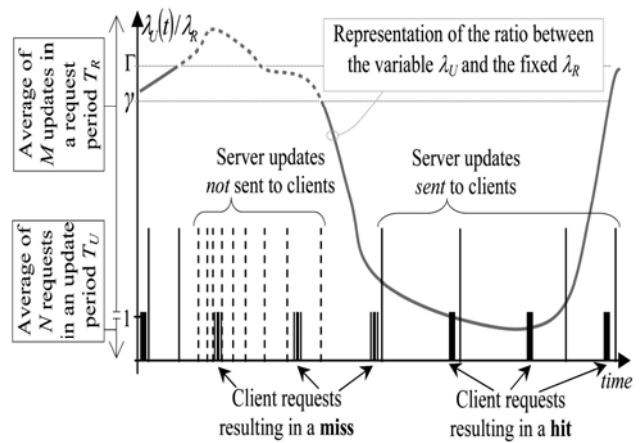 λU(t)/λR
Average of
M updates in
a request
period TR
Γ
γ
Representation of the ratio between
the variable λU and the fixed λR
Server updates
not sent to clients
Server updates
sent to clients
Average of
N requests
in an update
period TU
1
time
Client requests
resulting in a miss
Client requests
resulting in a hit